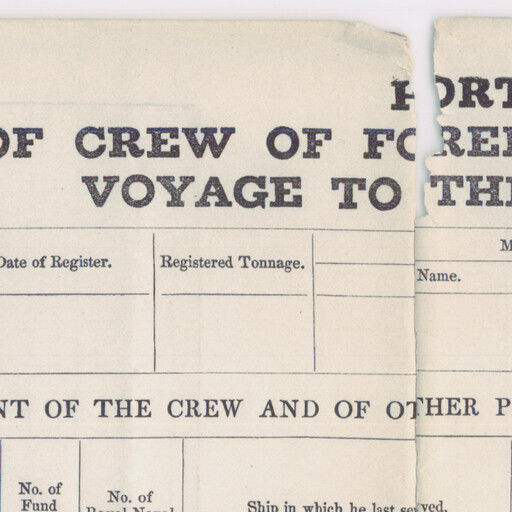 PORT
OF CREW OF FOREI
VOYAGE TO THE
M
Date of Register. Registered Tonnage. Name.
NT OF THE CREW AND OF OTHER P
No. of
Fund No. of
Royal Naval Ship in which he last served.